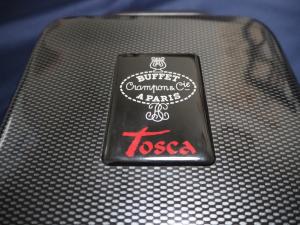 BUFFET
Crampon & Cie
A PARIS
Tosca